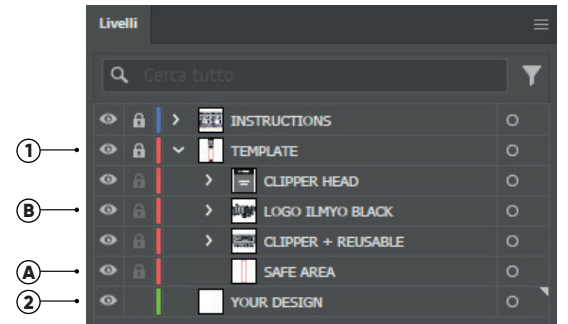 Livelli
Cerca tutto
INSTRUCTIONS
1 TEMPLATE
CLIPPER HEAD
B LOGO ILMYO BLACK
CLIPPER + REUSABLE
A SAFE AREA
2 YOUR DESIGN